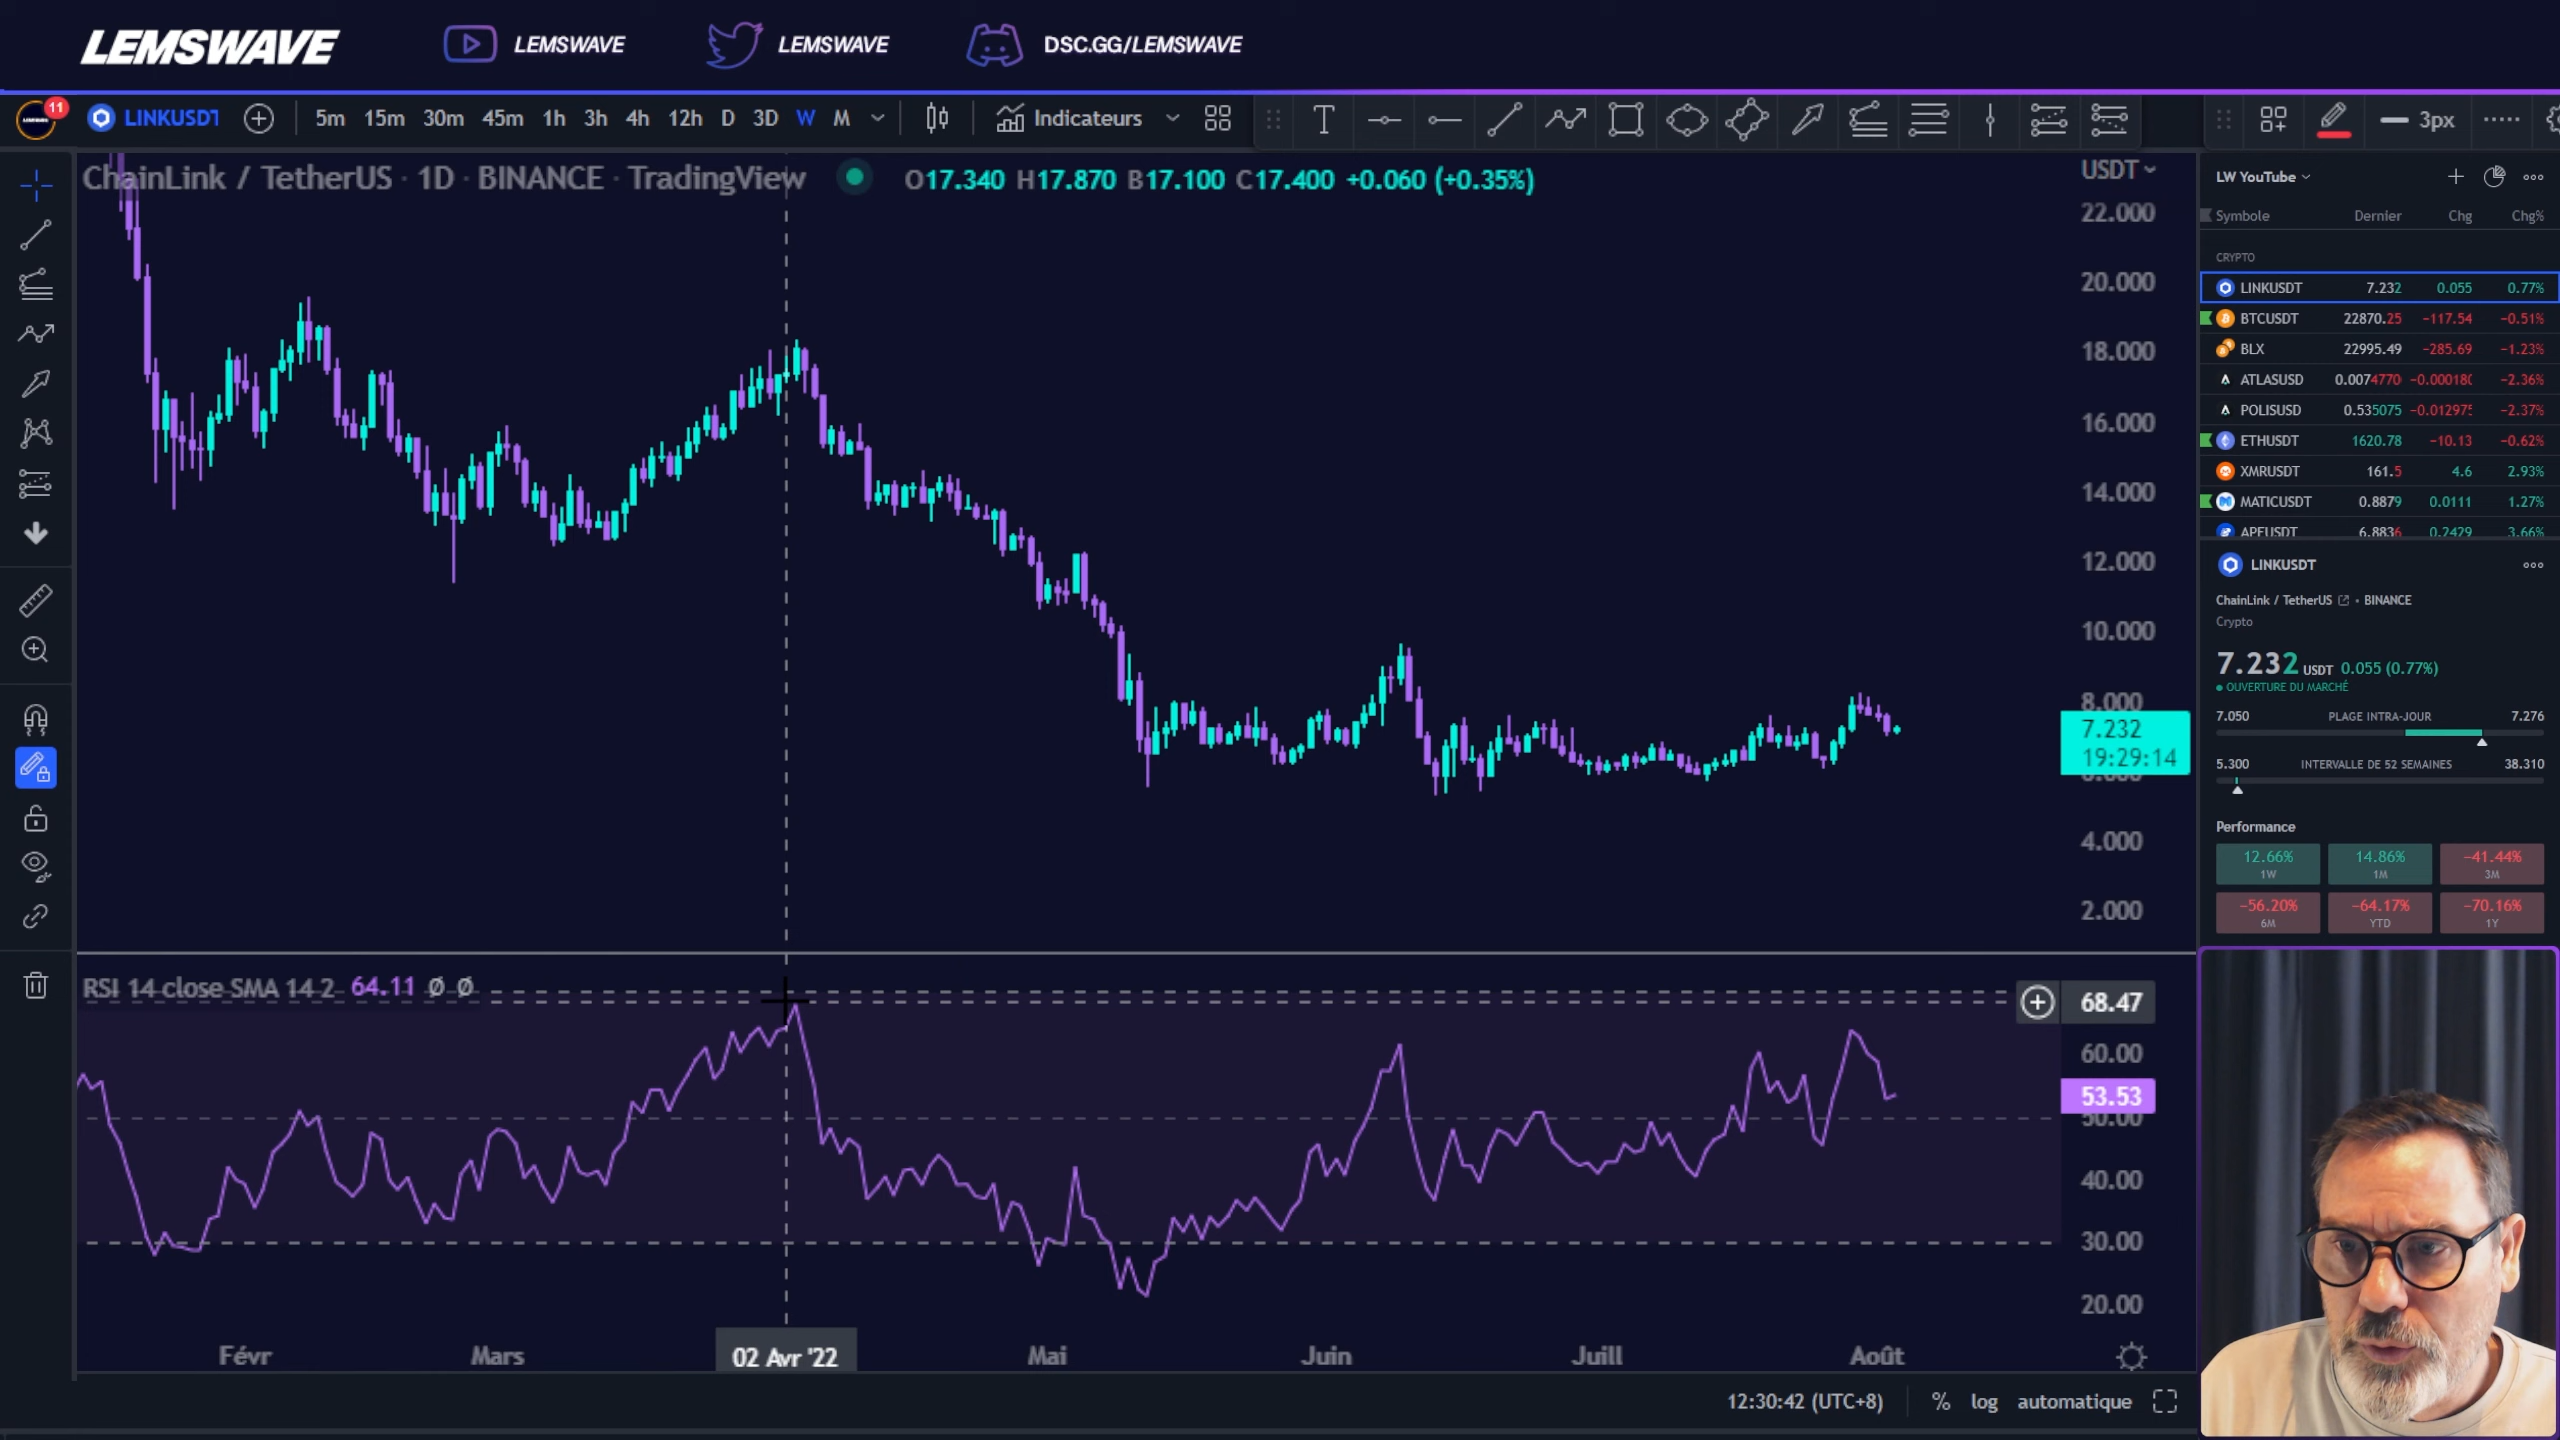 LEMSWAVE LEMSWAVE LEMSWAVE DSC.GG/LEMSWAVE
11 LINKUSDT 5m 15m 30m 45m 1h 3h 4h 12h D 3D W M Indicateurs T 3px
ChainLink / TetherUS · 1D · BINANCE · TradingView O17.340 H17.870 B17.100 C17.400 +0.060 (+0.35%)
USDT
22.000
20.000
18.000
16.000
14.000
12.000
10.000
8.000
7.232
19:29:14
4.000
2.000
RSI 14 close SMA 14 2 64.11 Ø Ø
68.47
60.00
53.53
50.00
40.00
30.00
20.00
Févr Mars 02 Avr '22 Mai Juin Juill Août
12:30:42 (UTC+8) % log automatique
LW YouTube
Symbole Dernier Chg Chg%
CRYPTO
LINKUSDT 7.232 0.055 0.77%
BTCUSDT 22870.25 −117.54 −0.51%
BLX 22995.49 −285.69 −1.23%
ATLASUSD 0.004770 −0.000180 −2.36%
POLISUSD 0.535075 −0.012975 −2.37%
ETHUSDT 1620.78 −10.13 −0.62%
XMRUSDT 161.5 4.6 2.93%
MATICUSDT 0.8879 0.0111 1.27%
APEUSDT 6.8836 0.2429 3.66%
LINKUSDT
ChainLink / TetherUS • BINANCE
Crypto
7.232 USDT 0.055 (0.77%)
OUVERTURE DU MARCHÉ
7.050 PLAGE INTRA-JOUR 7.276
5.300 INTERVALLE DE 52 SEMAINES 38.310
Performance
12.66% 14.86% −41.44%
1W 1M 3M
−56.20% −64.17% −70.16%
6M YTD 1Y